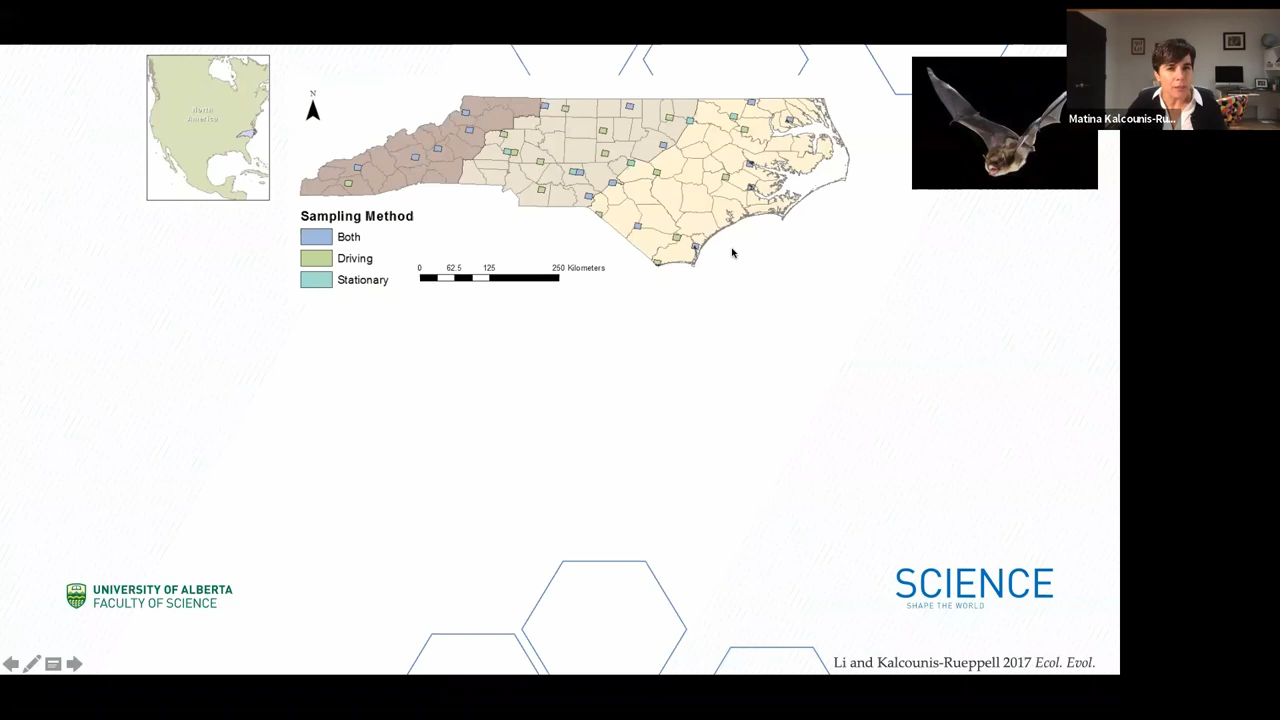 North
America
N
Sampling Method
Both
Driving
Stationary
0 62.5 125 250 Kilometers
Matina Kalcounis-Ru...
UNIVERSITY OF ALBERTA
FACULTY OF SCIENCE
SCIENCE
SHAPE THE WORLD
Li and Kalcounis-Rueppell 2017 Ecol. Evol.